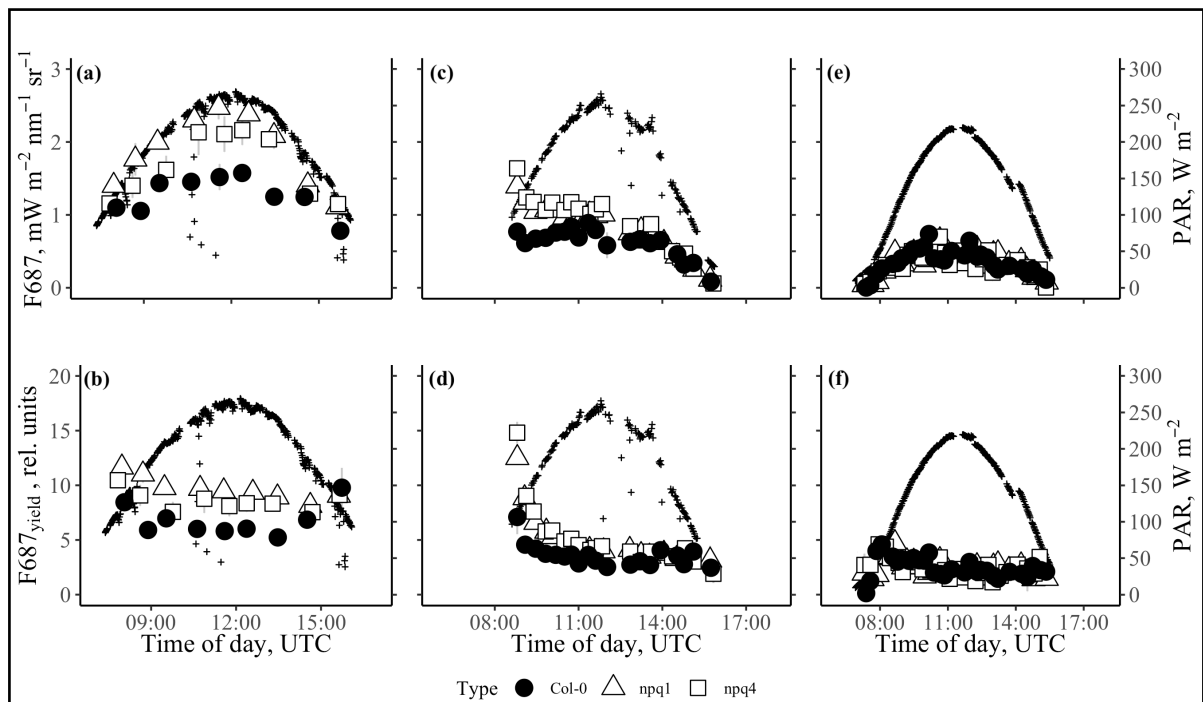 (a)
(c)
(e)
F687, mW m⁻² nm⁻¹ sr⁻¹
3
2
1
0
300
250
200
150
100
50
0
PAR, W m⁻²
(b)
(d)
(f)
F687yield , rel. units
20
15
10
5
0
300
250
200
150
100
50
0
PAR, W m⁻²
09:00 12:00 15:00
08:00 11:00 14:00 17:00
08:00 11:00 14:00 17:00
Time of day, UTC
Time of day, UTC
Time of day, UTC
Type Col-0 npq1 npq4